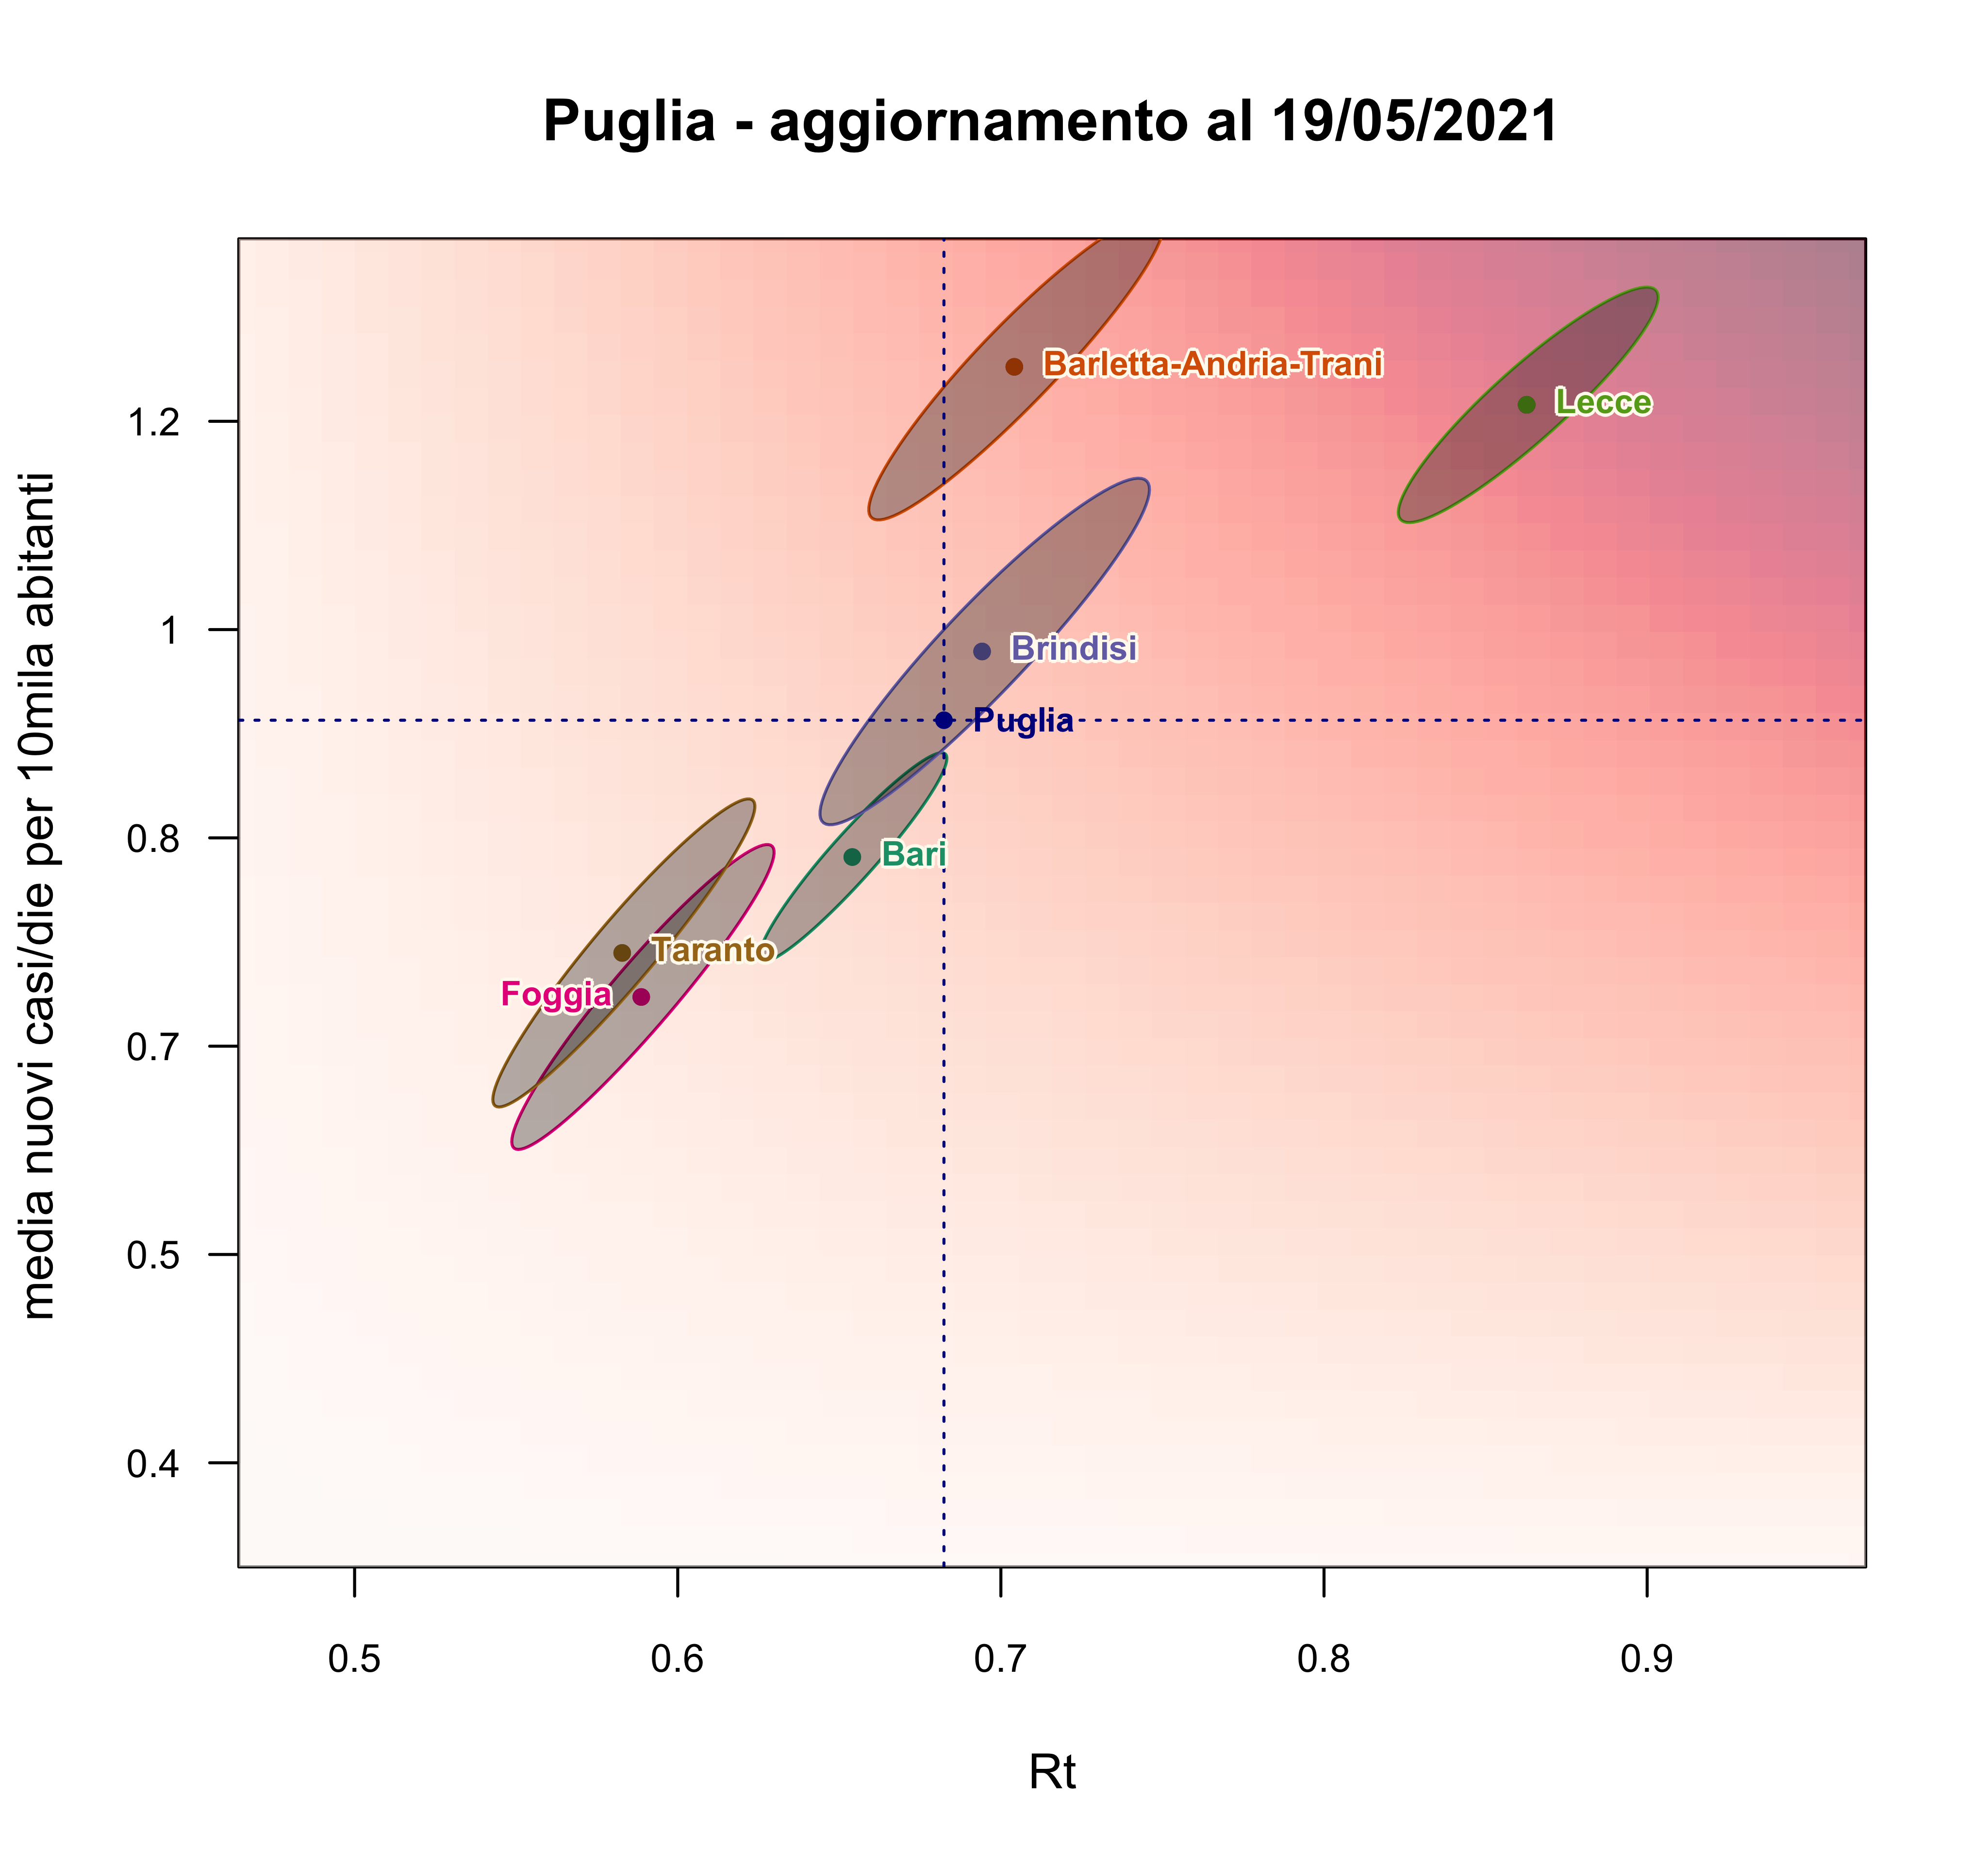 Puglia - aggiornamento al 19/05/2021
media nuovi casi/die per 10mila abitanti
1.2
1
0.8
0.7
0.5
0.4
Barletta-Andria-Trani
Lecce
Brindisi
Puglia
Bari
Taranto
Foggia
0.5 0.6 0.7 0.8 0.9
Rt